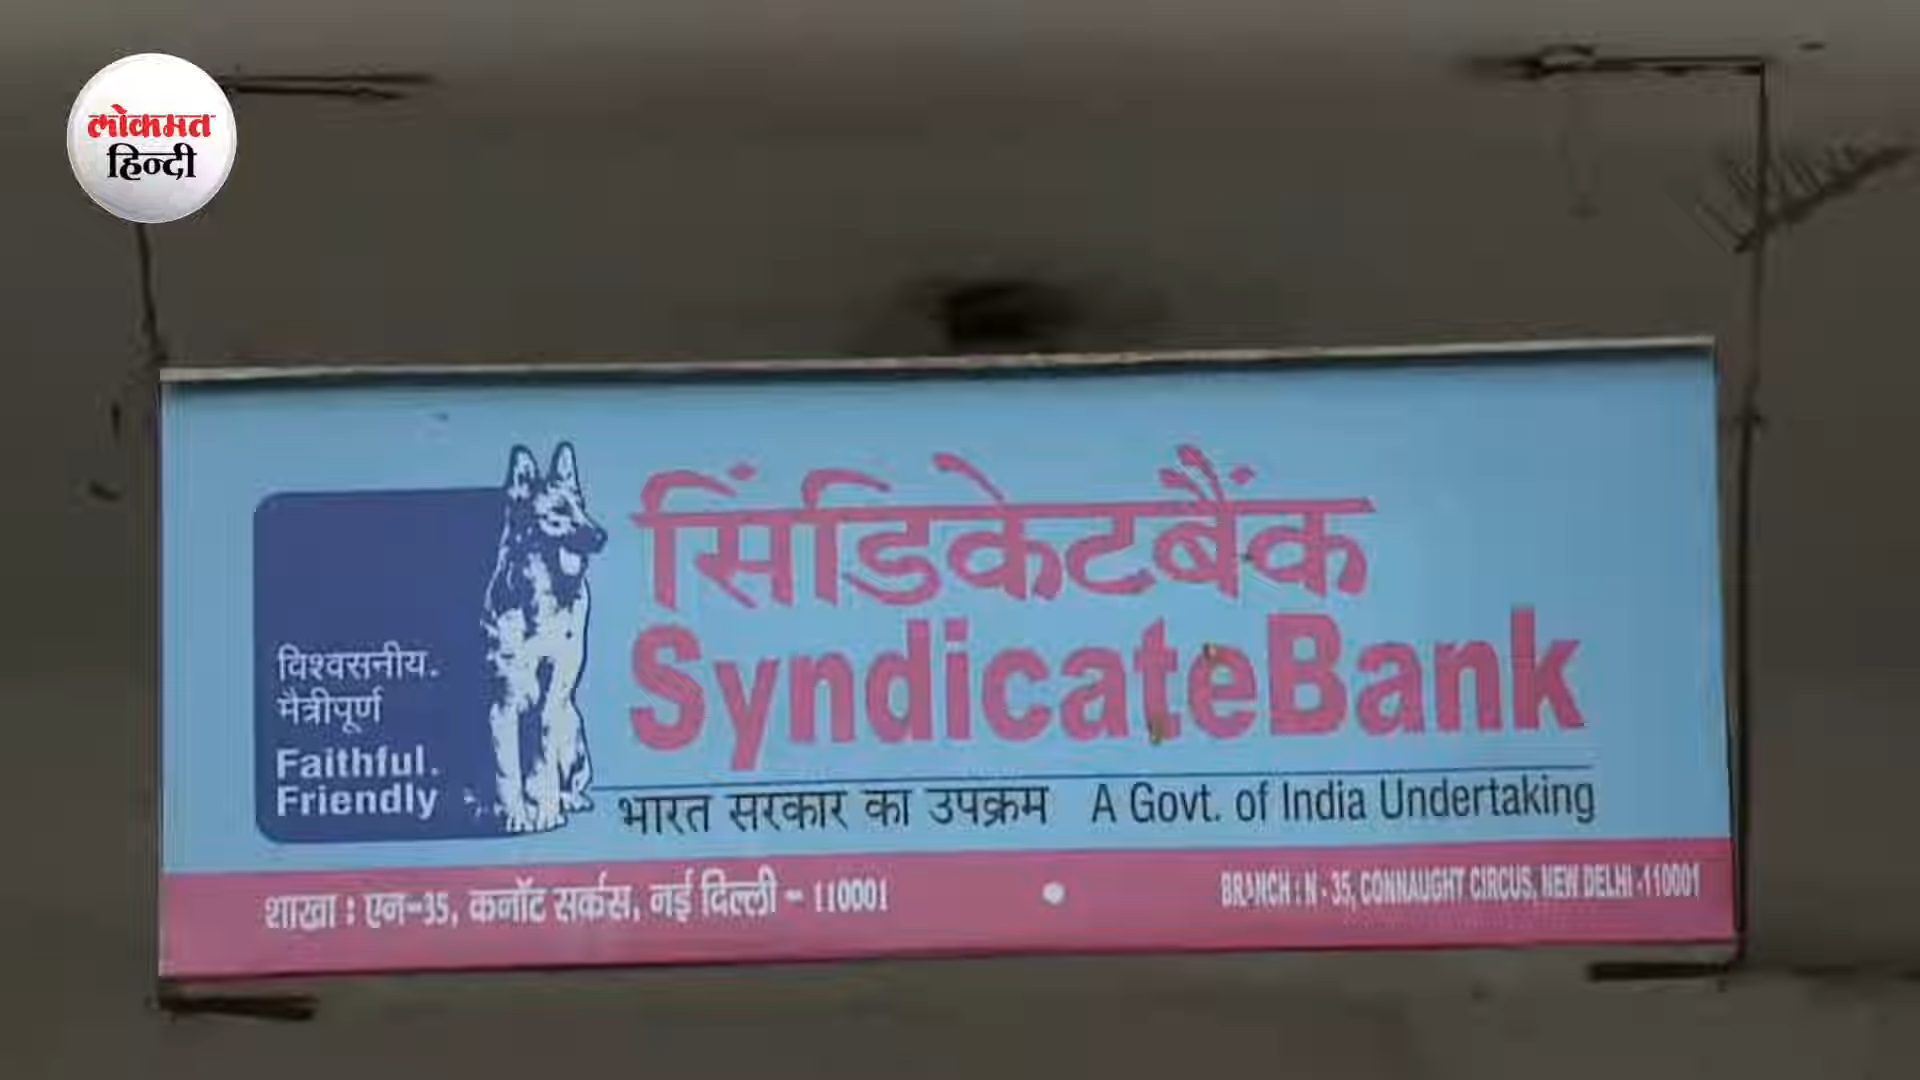 लोकमत
हिन्दी
सिंडिकेटबैंक
SyndicateBank
विश्वसनीय.
मैत्रीपूर्ण
Faithful.
Friendly
भारत सरकार का उपक्रम A Govt. of India Undertaking
शाखा : एन-35, कनॉट सर्कस, नई दिल्ली - 110001 • BRANCH : N - 35, CONNAUGHT CIRCUS, NEW DELHI -110001